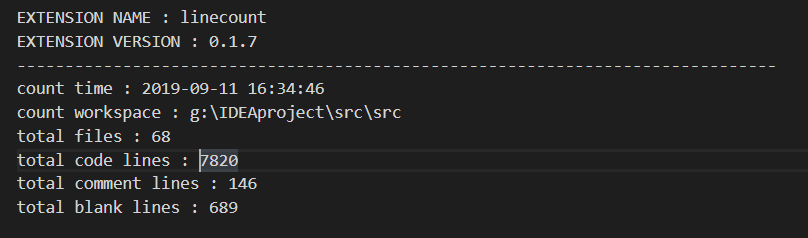 EXTENSION NAME : linecount
EXTENSION VERSION : 0.1.7
-------------------------------------------------------------------------------
count time : 2019-09-11 16:34:46
count workspace : g:\IDEAproject\src\src
total files : 68
total code lines : 7820
total comment lines : 146
total blank lines : 689